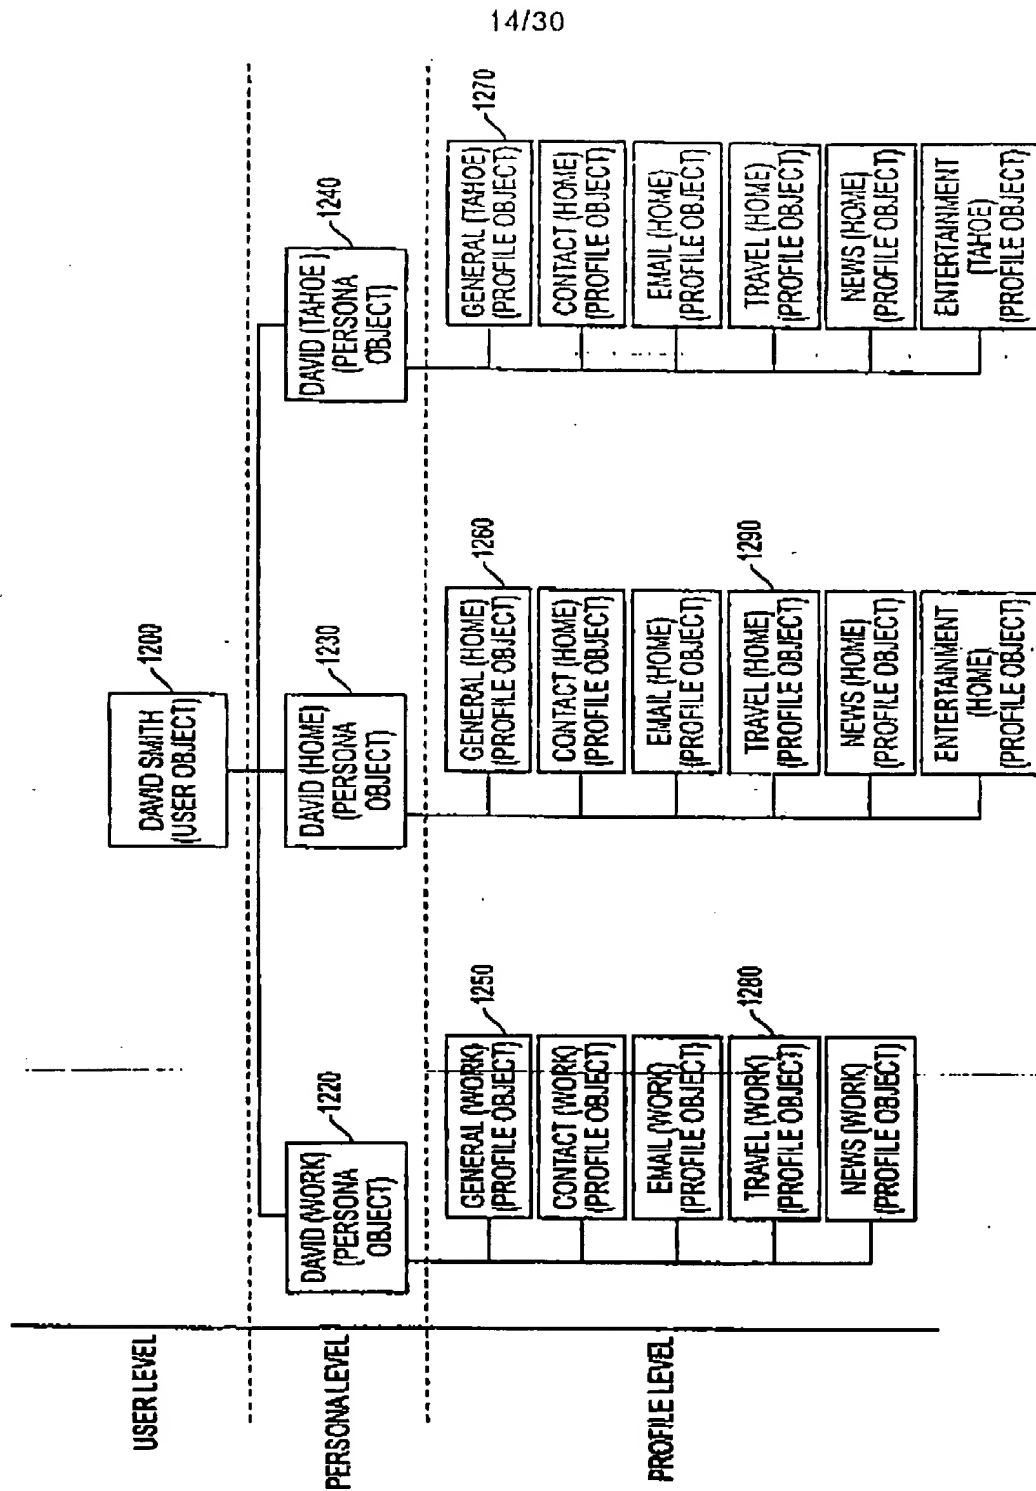 14/30
USER LEVEL
DAVID SMITH
(USER OBJECT)
1200
PERSONA LEVEL
DAVID (WORK)
(PERSONA
OBJECT)
1220
DAVID (HOME)
(PERSONA
OBJECT)
1230
DAVID (TAHOE)
(PERSONA
OBJECT)
1240
PROFILE LEVEL
GENERAL (WORK)
(PROFILE OBJECT)
1250
CONTACT (WORK)
(PROFILE OBJECT)
EMAIL (WORK)
(PROFILE OBJECT)
TRAVEL (WORK)
(PROFILE OBJECT)
1280
NEWS (WORK)
(PROFILE OBJECT)
GENERAL (HOME)
(PROFILE OBJECT)
1260
CONTACT (HOME)
(PROFILE OBJECT)
EMAIL (HOME)
(PROFILE OBJECT)
TRAVEL (HOME)
(PROFILE OBJECT)
1290
NEWS (HOME)
(PROFILE OBJECT)
ENTERTAINMENT
(HOME)
(PROFILE OBJECT)
GENERAL (TAHOE)
(PROFILE OBJECT)
1270
CONTACT (HOME)
(PROFILE OBJECT)
EMAIL (HOME)
(PROFILE OBJECT)
TRAVEL (HOME)
(PROFILE OBJECT)
NEWS (HOME)
(PROFILE OBJECT)
ENTERTAINMENT
(TAHOE)
(PROFILE OBJECT)